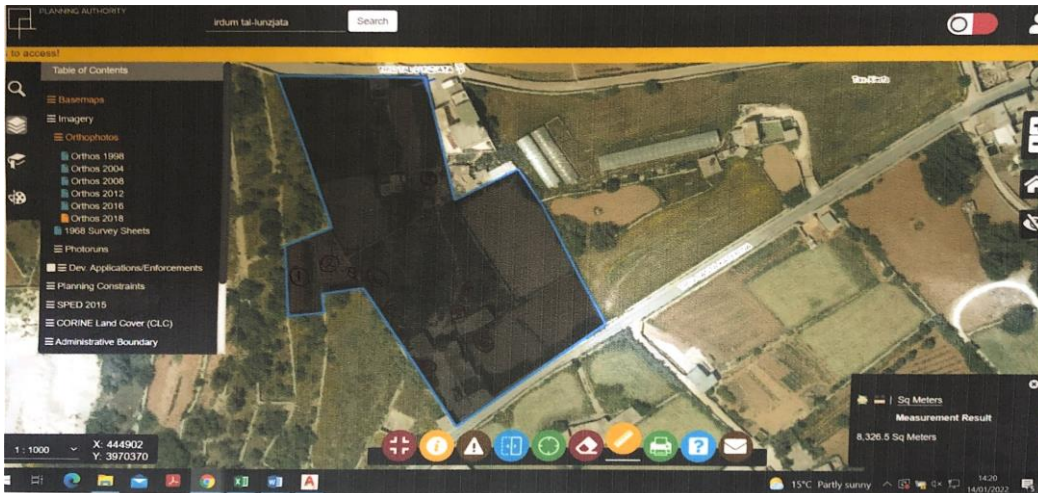 PLANNING AUTHORITY
irdum tal-lunzjata
Search
to access!
Table of Contents
Basemaps
Imagery
Orthophotos
Orthos 1998
Orthos 2004
Orthos 2008
Orthos 2012
Orthos 2016
Orthos 2018
1968 Survey Sheets
Photoruns
Dev. Applications/Enforcements
Planning Constraints
SPED 2015
CORINE Land Cover (CLC)
Administrative Boundary
Sq Meters
Measurement Result
8,326.5 Sq Meters
1 : 1000
X: 444902
Y: 3970370
15°C Partly sunny
14:20
14/01/2022